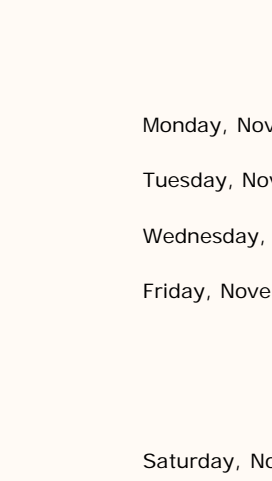 Monday, Nov
Tuesday, Nov
Wednesday,
Friday, Nove
Saturday, No